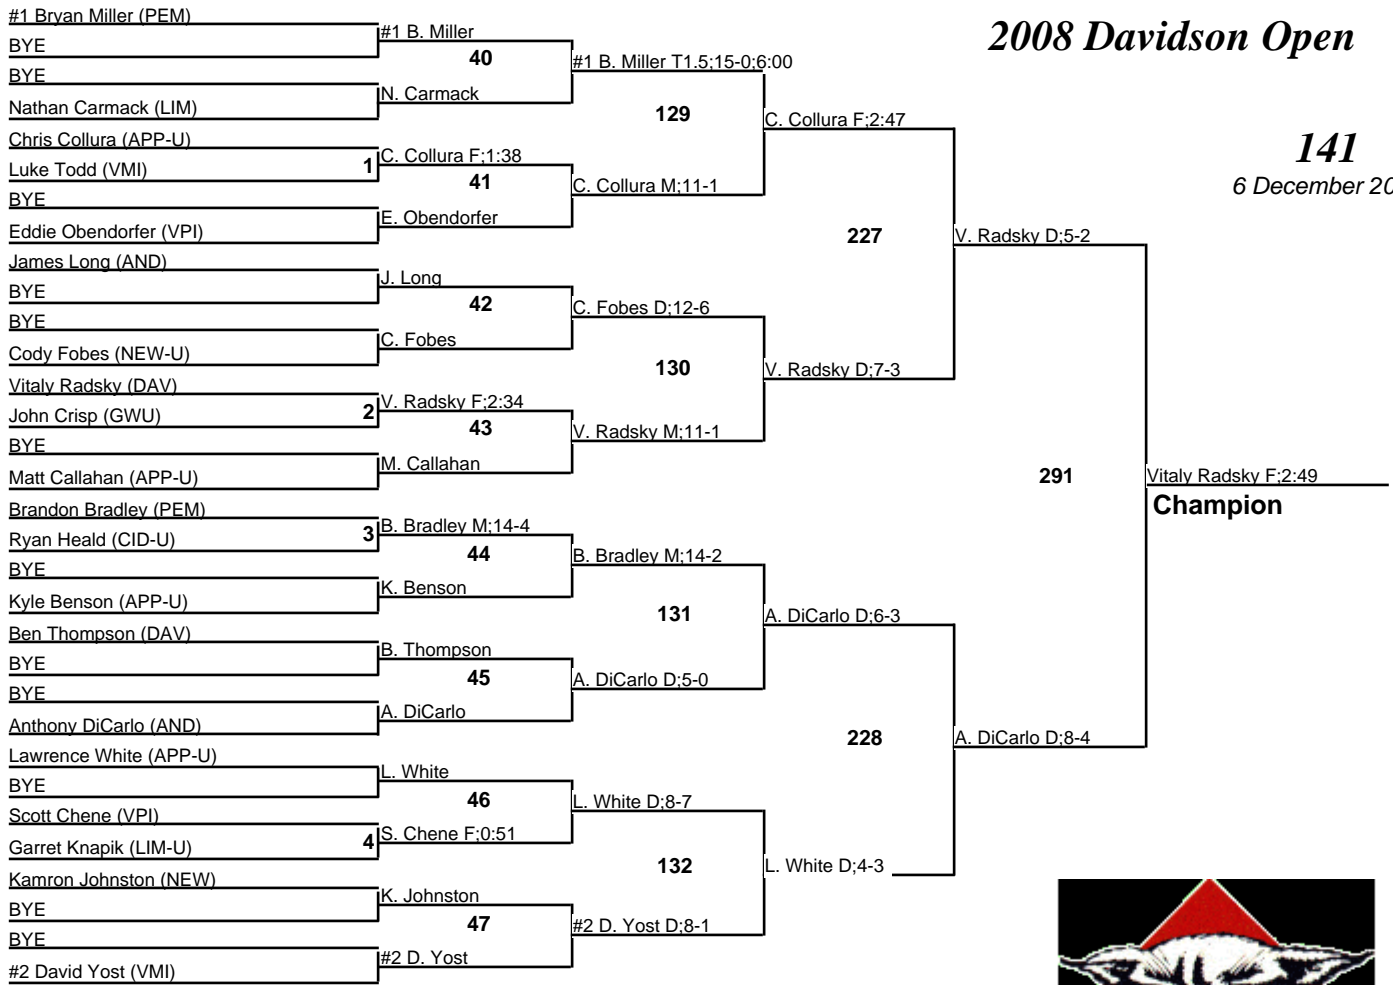 2008 Davidson Open
141
6 December 20
#1 Bryan Miller (PEM)
BYE
BYE
Nathan Carmack (LIM)
Chris Collura (APP-U)
Luke Todd (VMI)
BYE
Eddie Obendorfer (VPI)
James Long (AND)
BYE
BYE
Cody Fobes (NEW-U)
Vitaly Radsky (DAV)
John Crisp (GWU)
BYE
Matt Callahan (APP-U)
Brandon Bradley (PEM)
Ryan Heald (CID-U)
BYE
Kyle Benson (APP-U)
Ben Thompson (DAV)
BYE
BYE
Anthony DiCarlo (AND)
Lawrence White (APP-U)
BYE
Scott Chene (VPI)
Garret Knapik (LIM-U)
Kamron Johnston (NEW)
BYE
BYE
#2 David Yost (VMI)
1
2
3
4
#1 B. Miller
40
N. Carmack
C. Collura F;1:38
41
E. Obendorfer
J. Long
42
C. Fobes
V. Radsky F;2:34
43
M. Callahan
B. Bradley M;14-4
44
K. Benson
B. Thompson
45
A. DiCarlo
L. White
46
S. Chene F;0:51
K. Johnston
47
#2 D. Yost
#1 B. Miller T1.5;15-0;6:00
129
C. Collura M;11-1
C. Fobes D;12-6
130
V. Radsky M;11-1
B. Bradley M;14-2
131
A. DiCarlo D;5-0
L. White D;8-7
132
#2 D. Yost D;8-1
C. Collura F;2:47
227
V. Radsky D;7-3
A. DiCarlo D;6-3
228
L. White D;4-3
V. Radsky D;5-2
291
A. DiCarlo D;8-4
Vitaly Radsky F;2:49
Champion